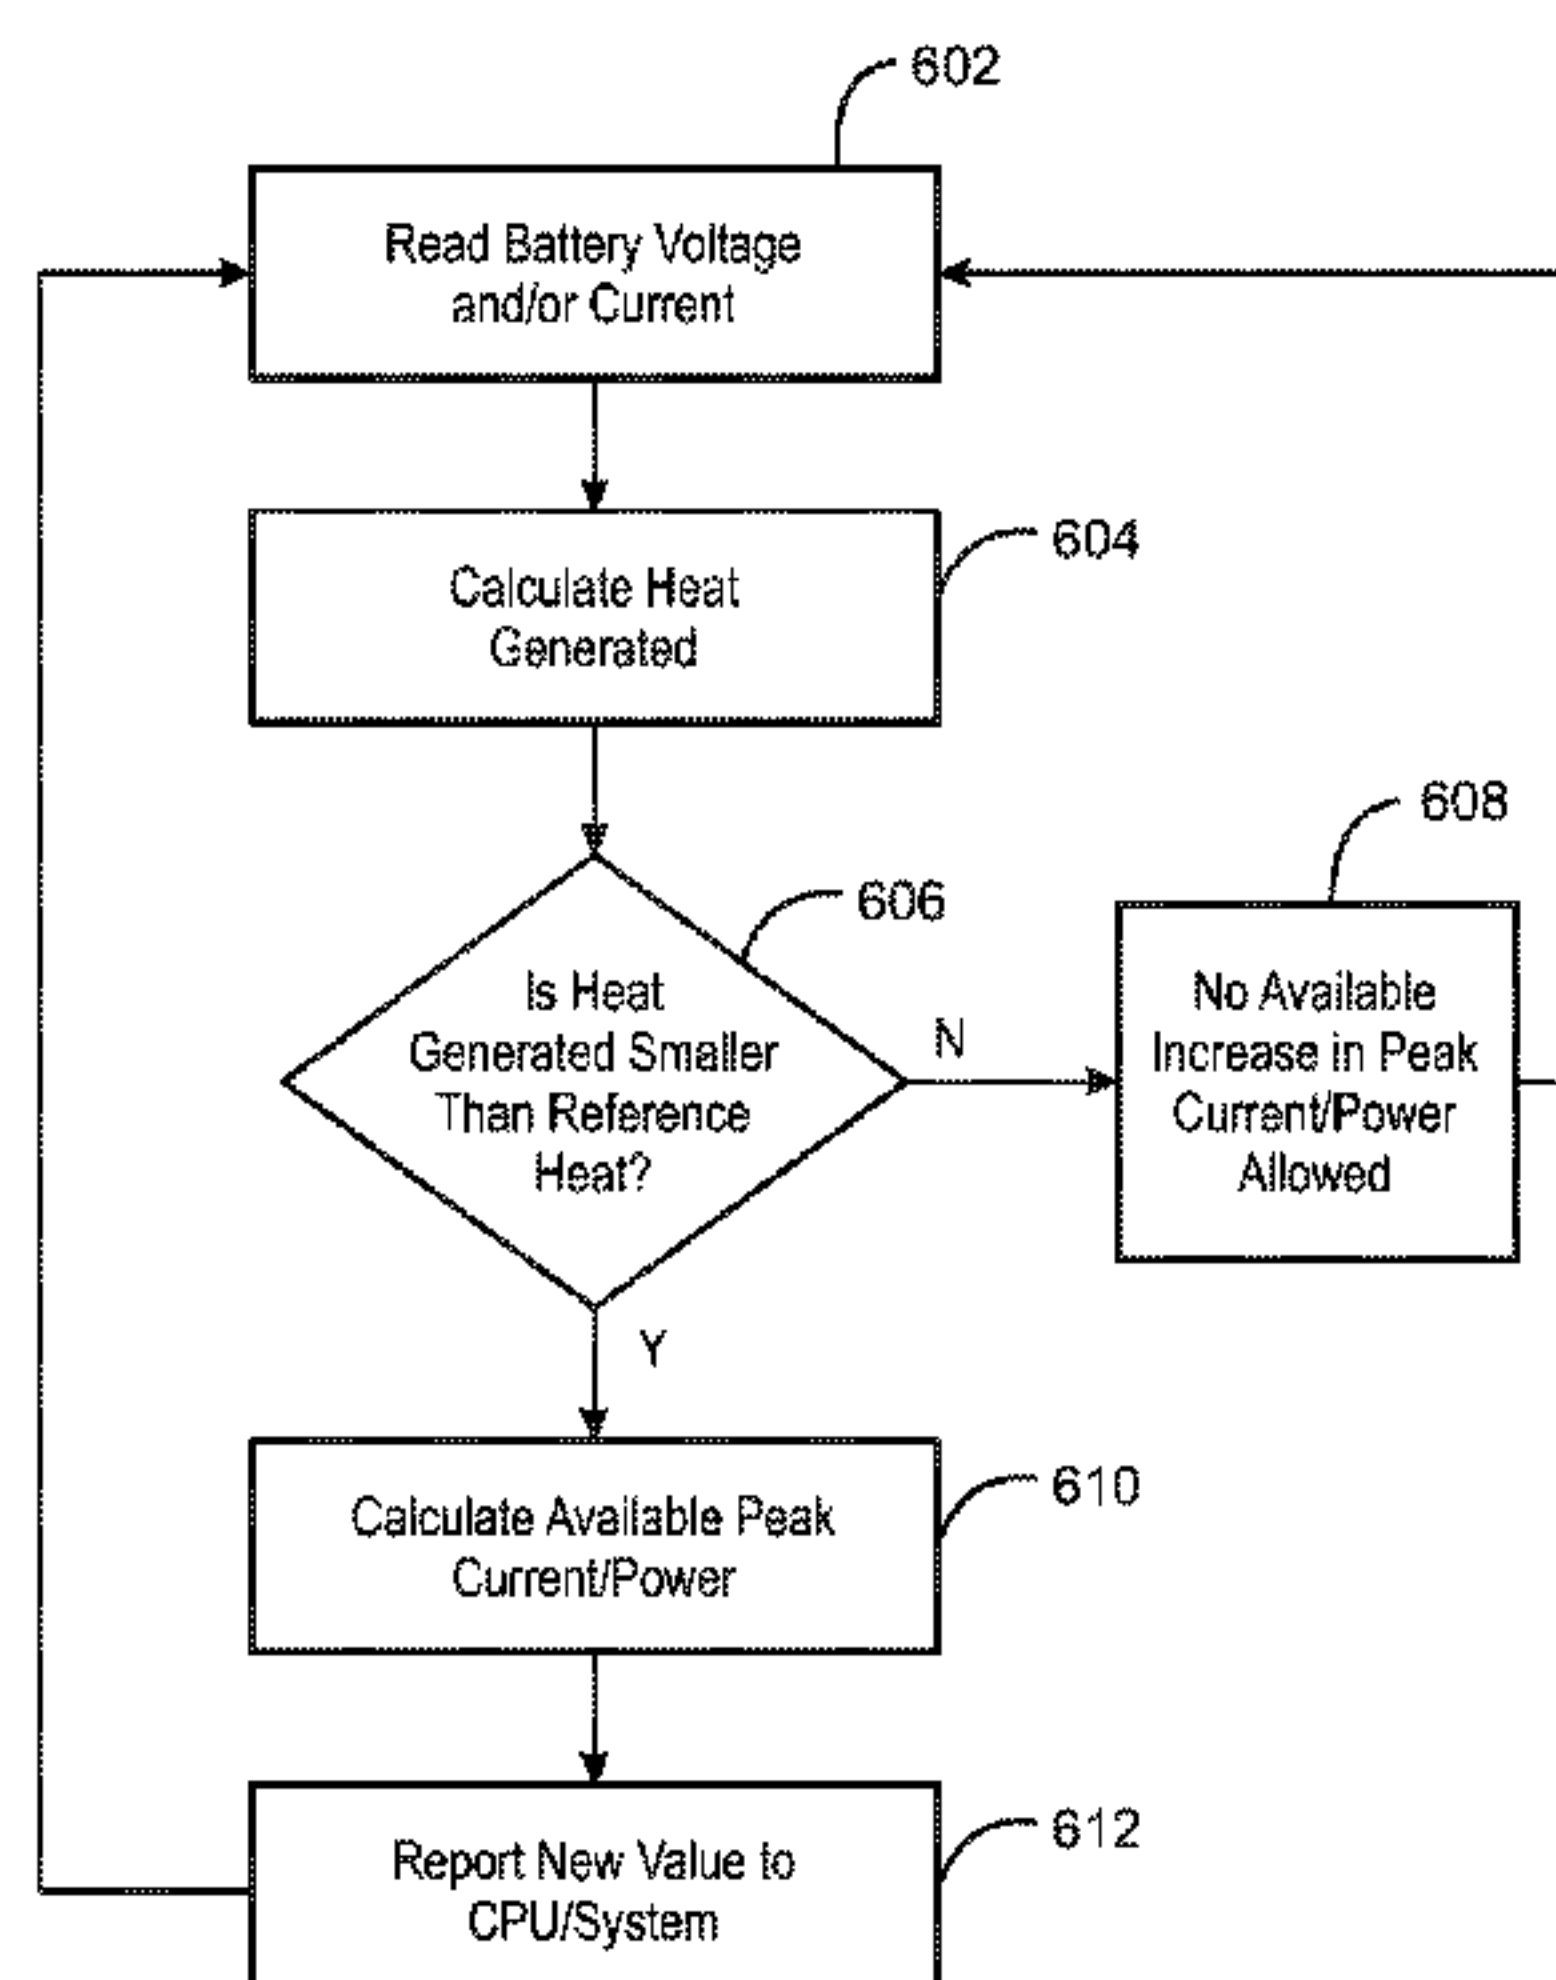 602
Read Battery Voltage
and/or Current
604
Calculate Heat
Generated
606
Is Heat
Generated Smaller
Than Reference
Heat?
N
608
No Available
Increase in Peak
Current/Power
Allowed
Y
610
Calculate Available Peak
Current/Power
612
Report New Value to
CPU/System